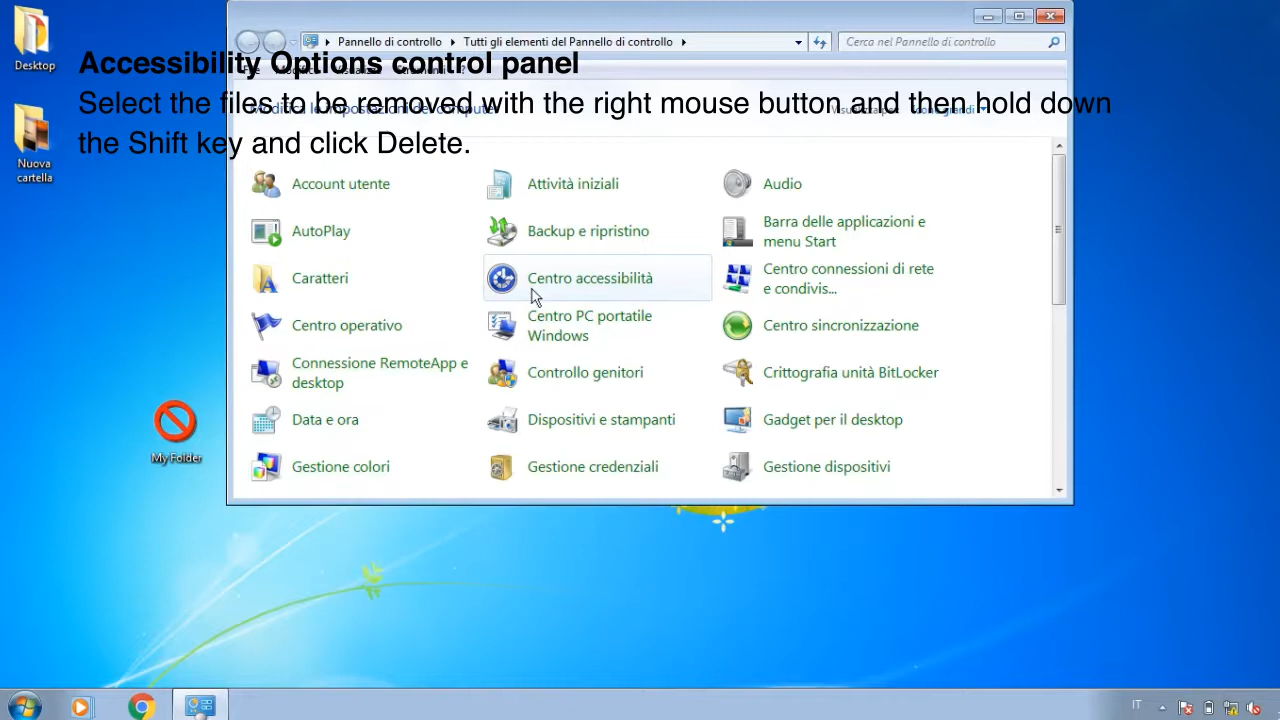 Desktop
Nuova
cartella
My Folder
Pannello di controllo
Tutti gli elementi del Pannello di controllo
Cerca nel Pannello di controllo
Accessibility Options control panel
Select the files to be removed with the right mouse button and then hold down
the Shift key and click Delete.
Account utente
Attività iniziali
Audio
AutoPlay
Backup e ripristino
Barra delle applicazioni e
menu Start
Caratteri
Centro accessibilità
Centro connessioni di rete
e condivis...
Centro operativo
Centro PC portatile
Windows
Centro sincronizzazione
Connessione RemoteApp e
desktop
Controllo genitori
Crittografia unità BitLocker
Data e ora
Dispositivi e stampanti
Gadget per il desktop
Gestione colori
Gestione credenziali
Gestione dispositivi
IT